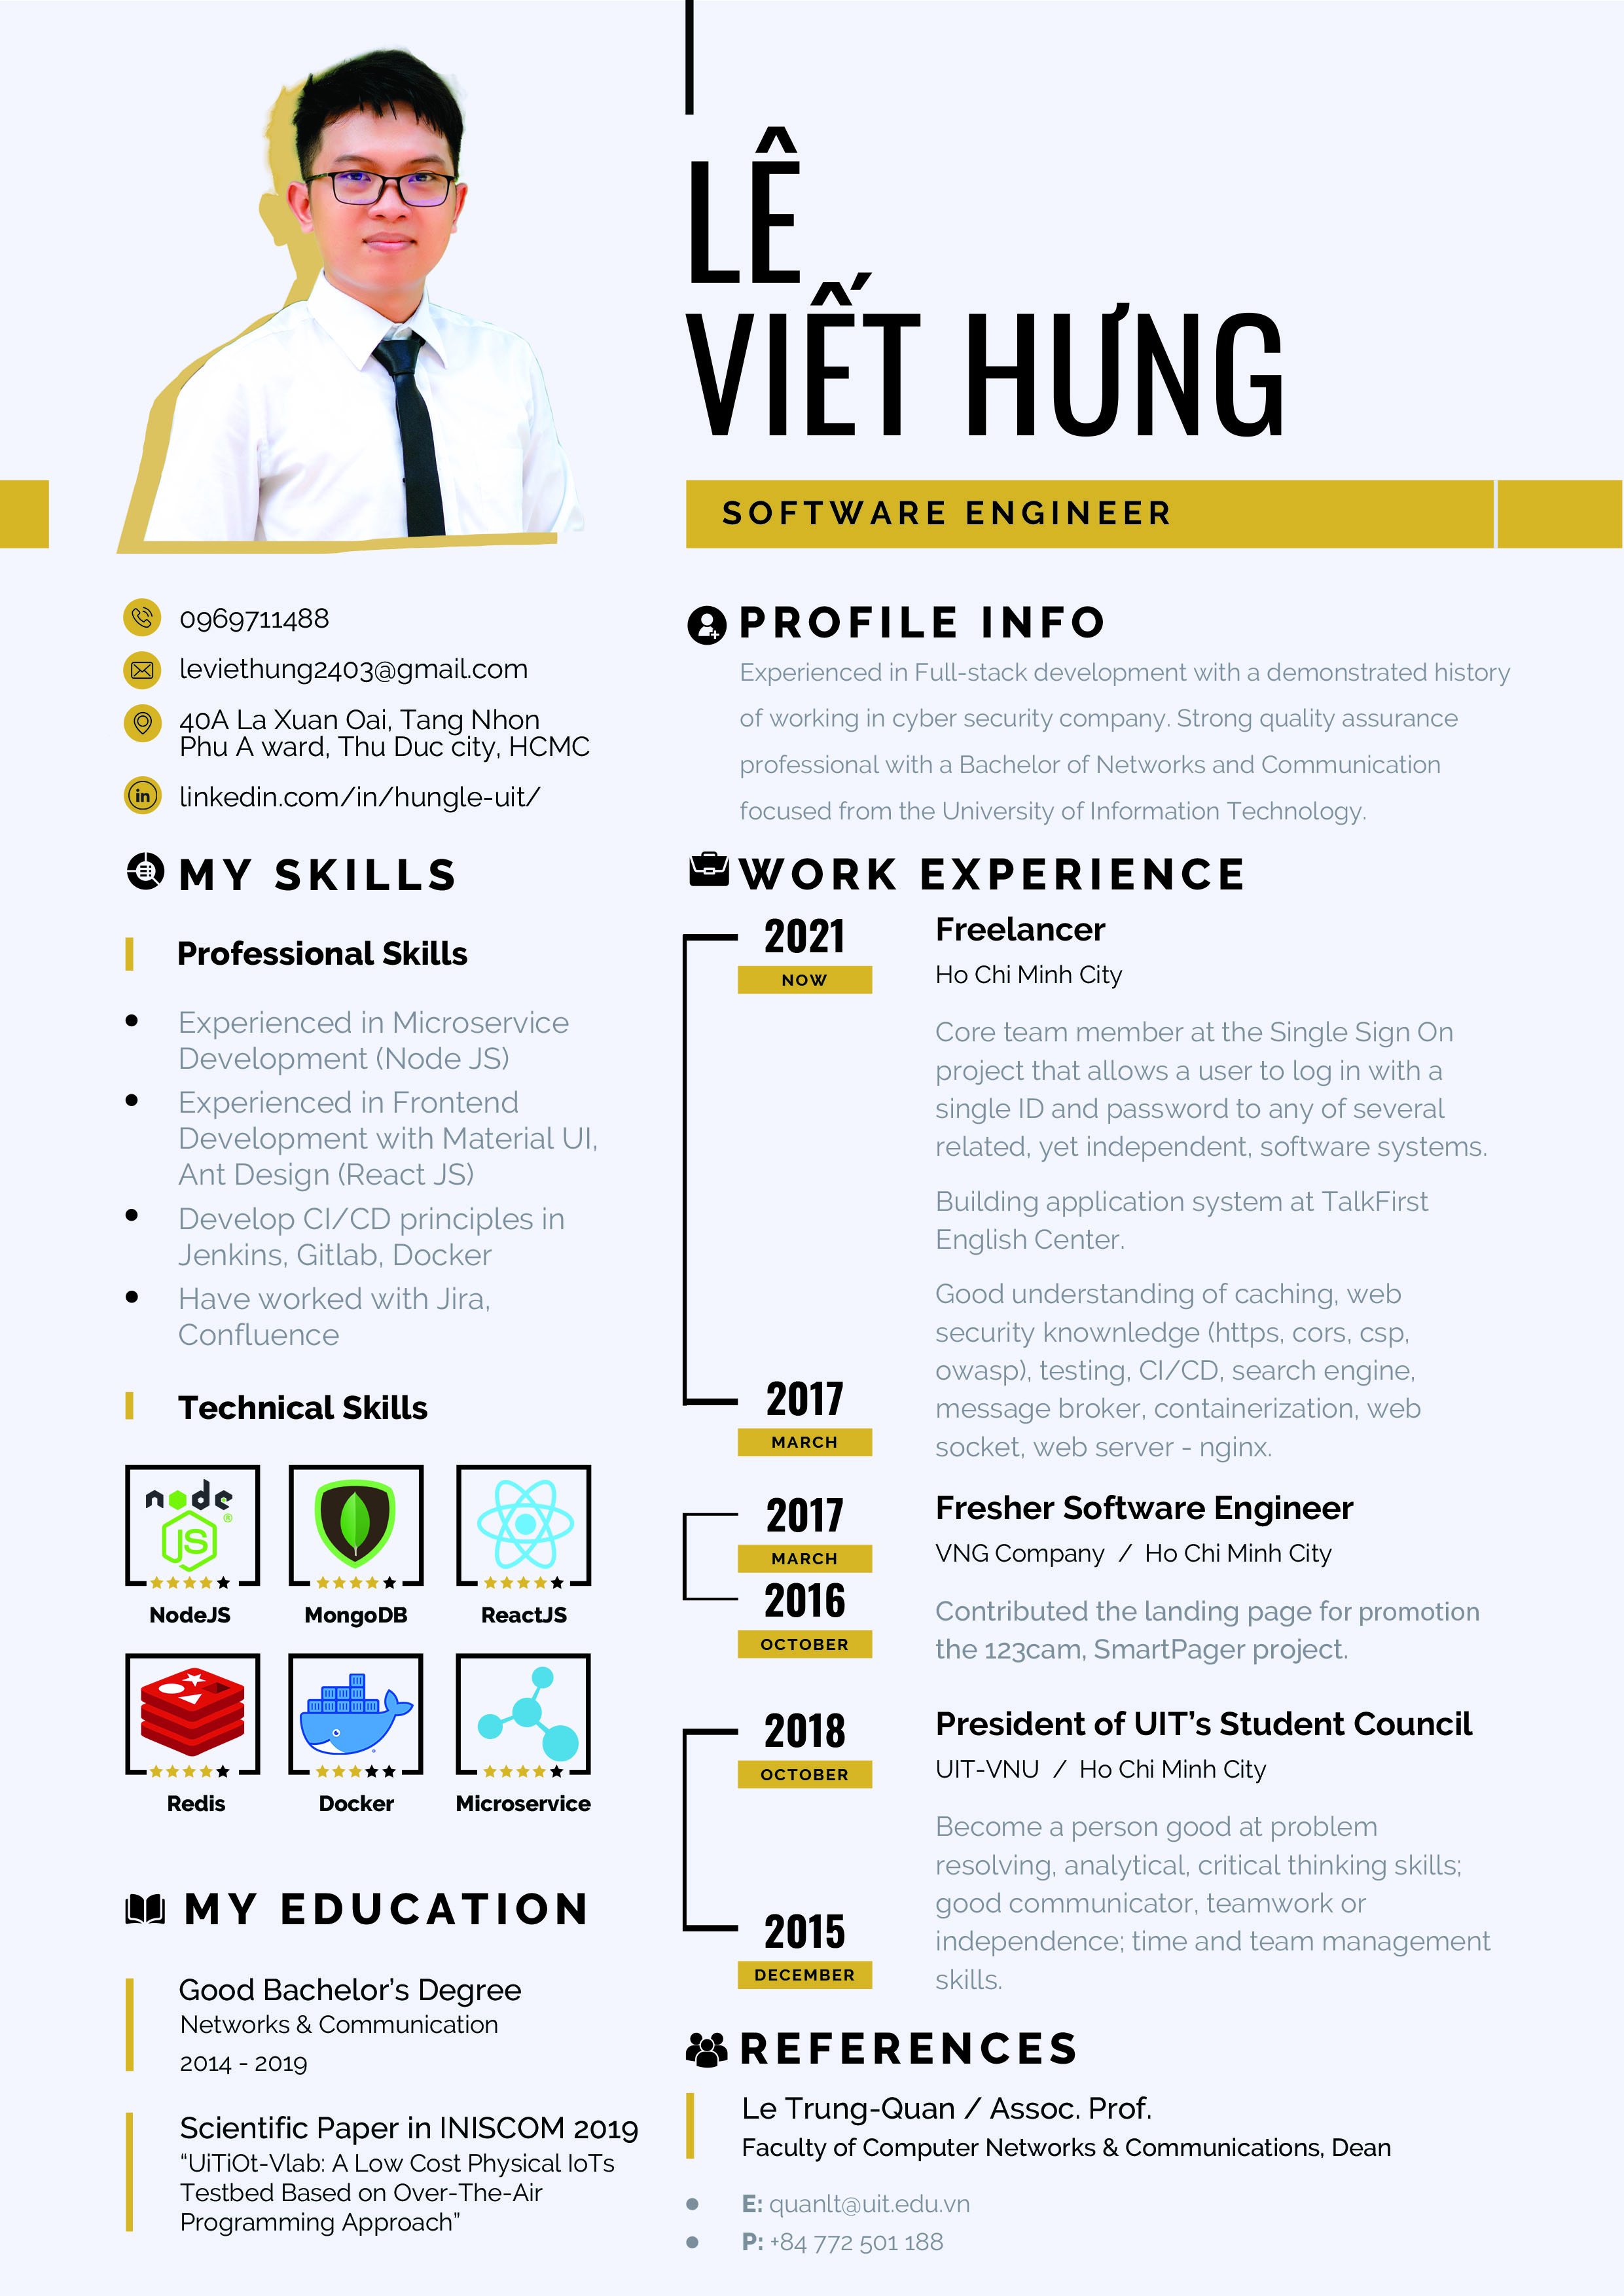 LÊ
VIẾT HƯNG
SOFTWARE ENGINEER
0969711488
leviethung2403@gmail.com
40A La Xuan Oai, Tang Nhon
Phu A ward, Thu Duc city, HCMC
linkedin.com/in/hungle-uit/
MY SKILLS
Professional Skills
Experienced in Microservice
Development (Node JS)
Experienced in Frontend
Development with Material UI,
Ant Design (React JS)
Develop CI/CD principles in
Jenkins, Gitlab, Docker
Have worked with Jira,
Confluence
Technical Skills
node
JS
NodeJS
MongoDB
ReactJS
Redis
Docker
Microservice
MY EDUCATION
Good Bachelor's Degree
Networks & Communication
2014 - 2019
Scientific Paper in INISCOM 2019
"UiTiOt-Vlab: A Low Cost Physical IoTs
Testbed Based on Over-The-Air
Programming Approach"
PROFILE INFO
Experienced in Full-stack development with a demonstrated history
of working in cyber security company. Strong quality assurance
professional with a Bachelor of Networks and Communication
focused from the University of Information Technology.
WORK EXPERIENCE
2021
NOW
2017
MARCH
Freelancer
Ho Chi Minh City
Core team member at the Single Sign On
project that allows a user to log in with a
single ID and password to any of several
related, yet independent, software systems.
Building application system at TalkFirst
English Center.
Good understanding of caching, web
security knownledge (https, cors, csp,
owasp), testing, CI/CD, search engine,
message broker, containerization, web
socket, web server - nginx.
2017
MARCH
2016
OCTOBER
Fresher Software Engineer
VNG Company / Ho Chi Minh City
Contributed the landing page for promotion
the 123cam, SmartPager project.
2018
OCTOBER
2015
DECEMBER
President of UIT's Student Council
UIT-VNU / Ho Chi Minh City
Become a person good at problem
resolving, analytical, critical thinking skills;
good communicator, teamwork or
independence; time and team management
skills.
REFERENCES
Le Trung-Quan / Assoc. Prof.
Faculty of Computer Networks & Communications, Dean
E: quanlt@uit.edu.vn
P: +84 772 501 188